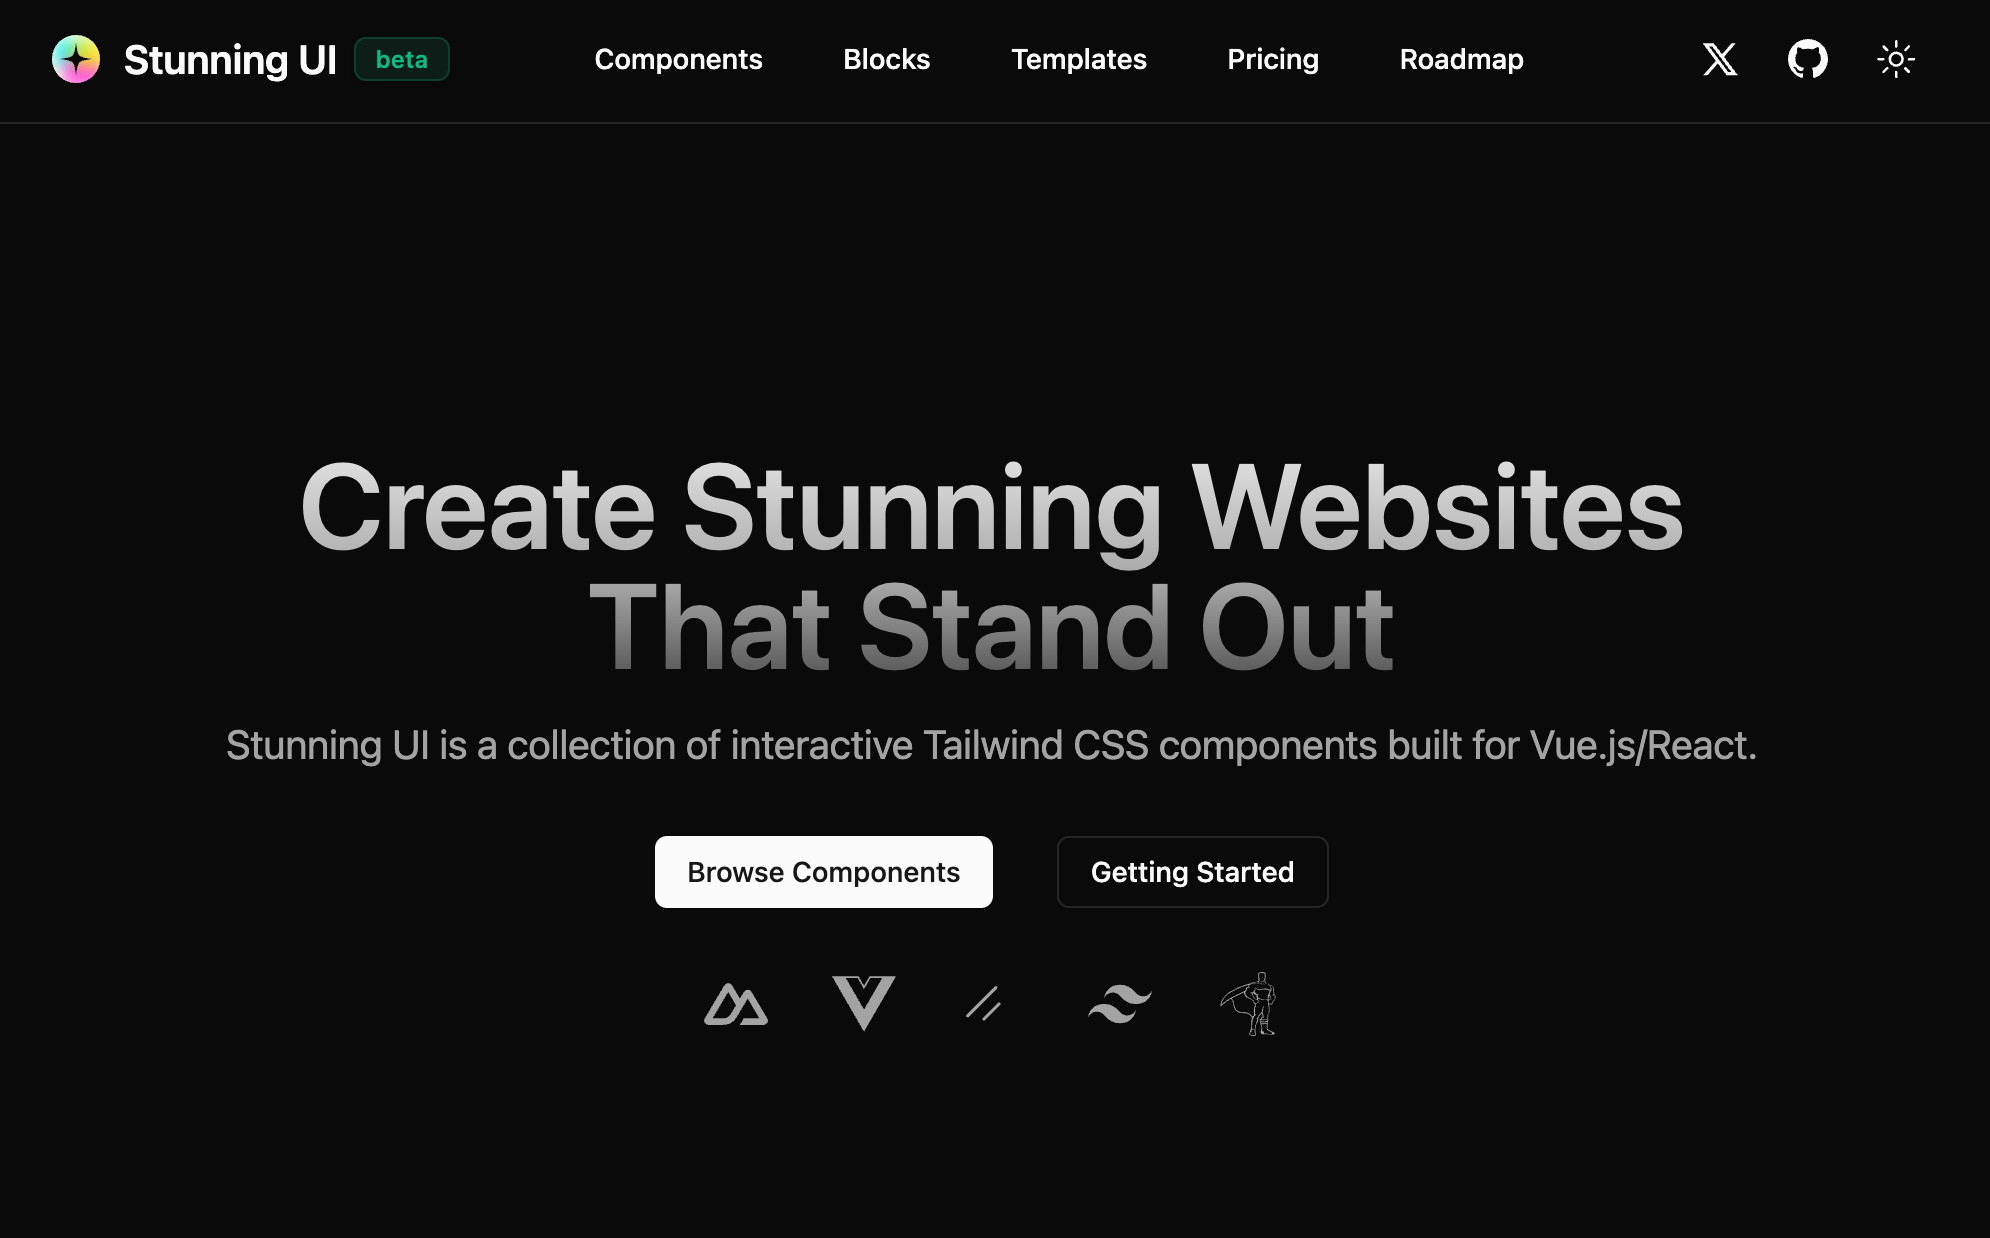 Stunning UI beta Components Blocks Templates Pricing Roadmap
Create Stunning Websites
That Stand Out
Stunning UI is a collection of interactive Tailwind CSS components built for Vue.js/React.
Browse Components Getting Started